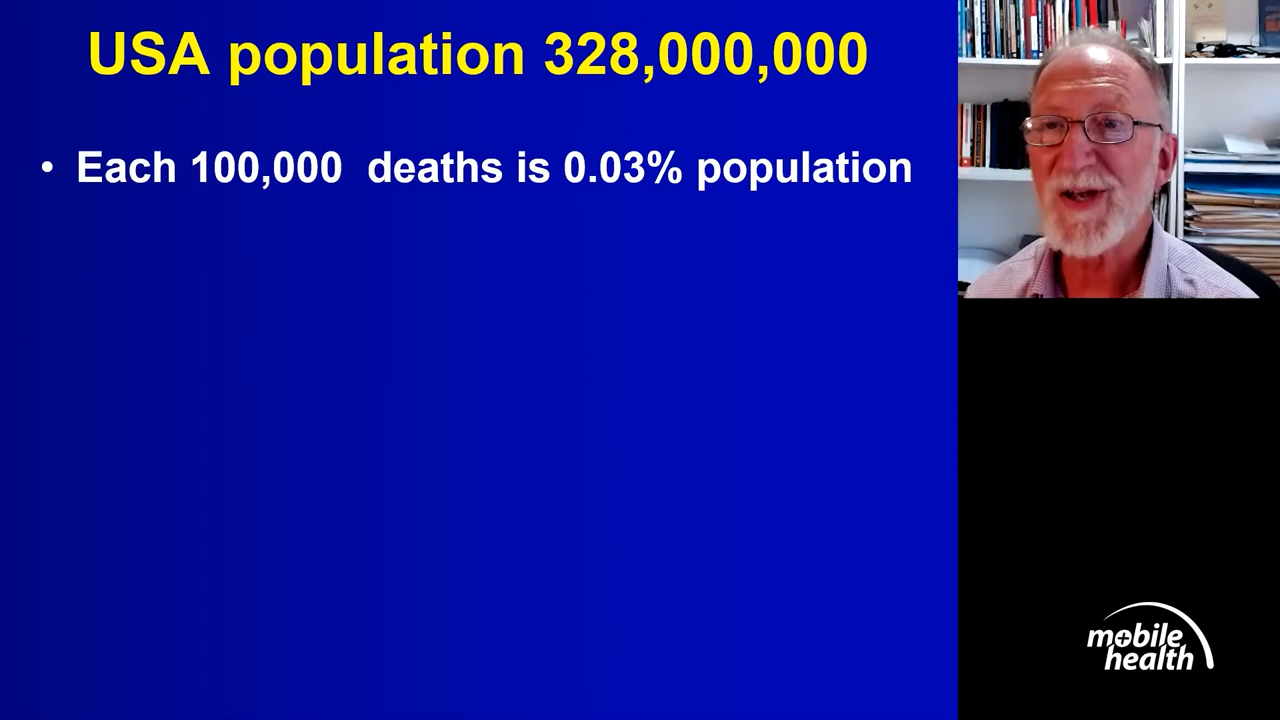 USA population 328,000,000
• Each 100,000  deaths is 0.03% population
mobile
health